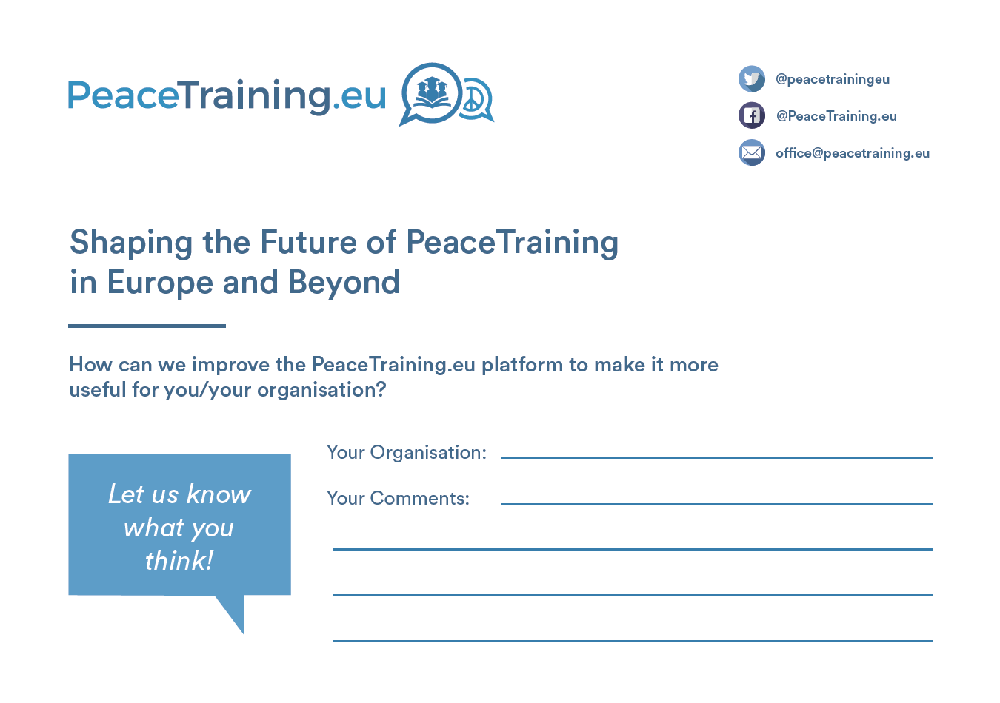 PeaceTraining.eu
@peacetrainingeu
@PeaceTraining.eu
office@peacetraining.eu
Shaping the Future of PeaceTraining
in Europe and Beyond
How can we improve the PeaceTraining.eu platform to make it more
useful for you/your organisation?
Let us know
what you
think!
Your Organisation:
Your Comments: